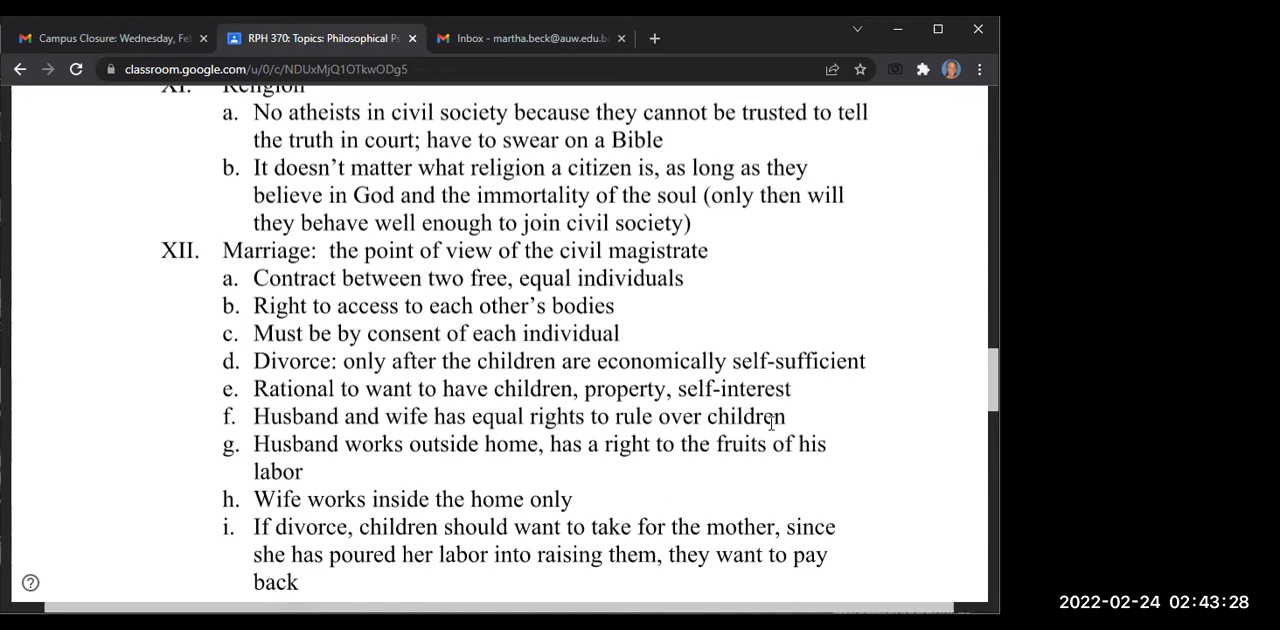 Campus Closure: Wednesday, Fe
RPH 370: Topics: Philosophical Ps
Inbox - martha.beck@auw.edu.b
classroom.google.com/u/0/c/NDUxMjQ1OTkwODg5
XI. Religion
a. No atheists in civil society because they cannot be trusted to tell
the truth in court; have to swear on a Bible
b. It doesn’t matter what religion a citizen is, as long as they
believe in God and the immortality of the soul (only then will
they behave well enough to join civil society)
XII. Marriage: the point of view of the civil magistrate
a. Contract between two free, equal individuals
b. Right to access to each other’s bodies
c. Must be by consent of each individual
d. Divorce: only after the children are economically self-sufficient
e. Rational to want to have children, property, self-interest
f. Husband and wife has equal rights to rule over children
g. Husband works outside home, has a right to the fruits of his
labor
h. Wife works inside the home only
i. If divorce, children should want to take for the mother, since
she has poured her labor into raising them, they want to pay
back
2022-02-24 02:43:28